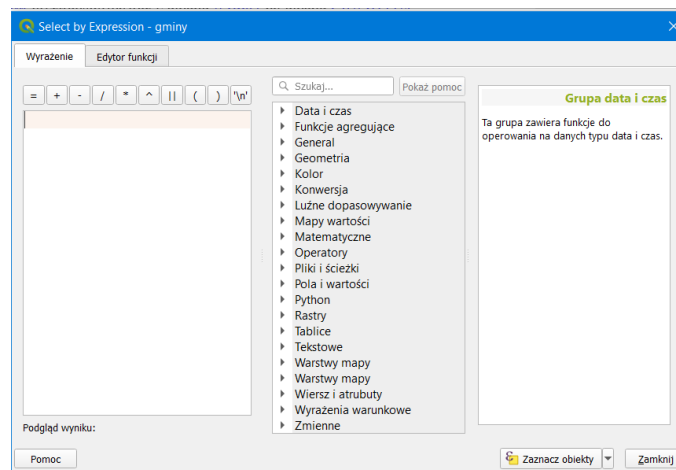 Select by Expression - gminy
Wyrażenie Edytor funkcji
= + - / * ^ || ( ) '\n'
Szukaj... Pokaż pomoc
Data i czas
Funkcje agregujące
General
Geometria
Kolor
Konwersja
Luźne dopasowywanie
Mapy wartości
Matematyczne
Operatory
Pliki i ścieżki
Pola i wartości
Python
Rastry
Tablice
Tekstowe
Warstwy mapy
Warstwy mapy
Wiersz i atrubuty
Wyrażenia warunkowe
Zmienne
Grupa data i czas
Ta grupa zawiera funkcje do
operowania na danych typu data i czas.
Podgląd wyniku:
Pomoc
Zaznacz obiekty
Zamknij